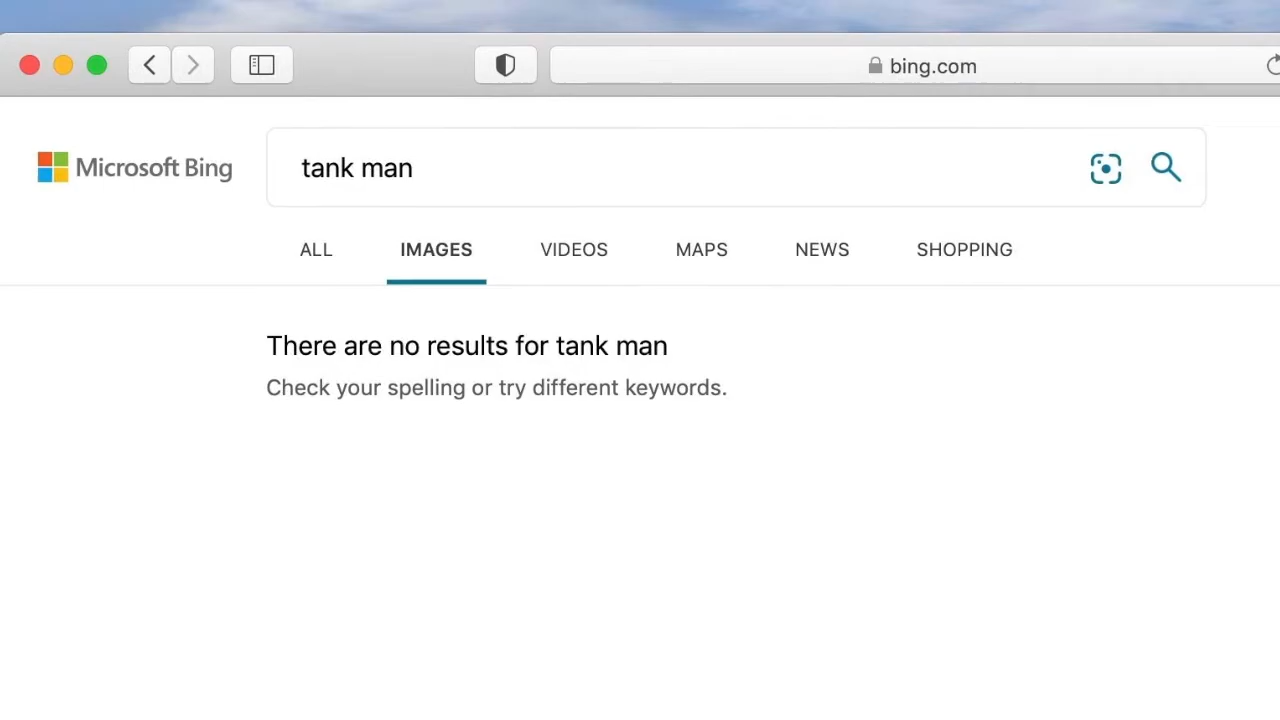 bing.com
Microsoft Bing
tank man
ALL IMAGES VIDEOS MAPS NEWS SHOPPING
There are no results for tank man
Check your spelling or try different keywords.